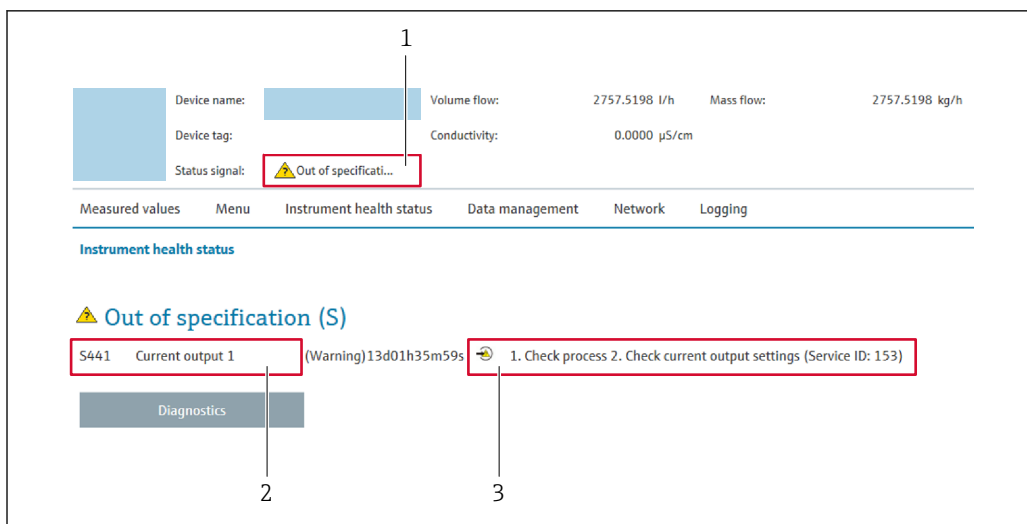 1
Device name: Volume flow: 2757.5198 l/h Mass flow: 2757.5198 kg/h
Device tag: Conductivity: 0.0000 µS/cm
Status signal: Out of specificati...
Measured values Menu Instrument health status Data management Network Logging
Instrument health status
Out of specification (S)
S441 Current output 1 (Warning)13d01h35m59s 1. Check process 2. Check current output settings (Service ID: 153)
Diagnostics
2 3